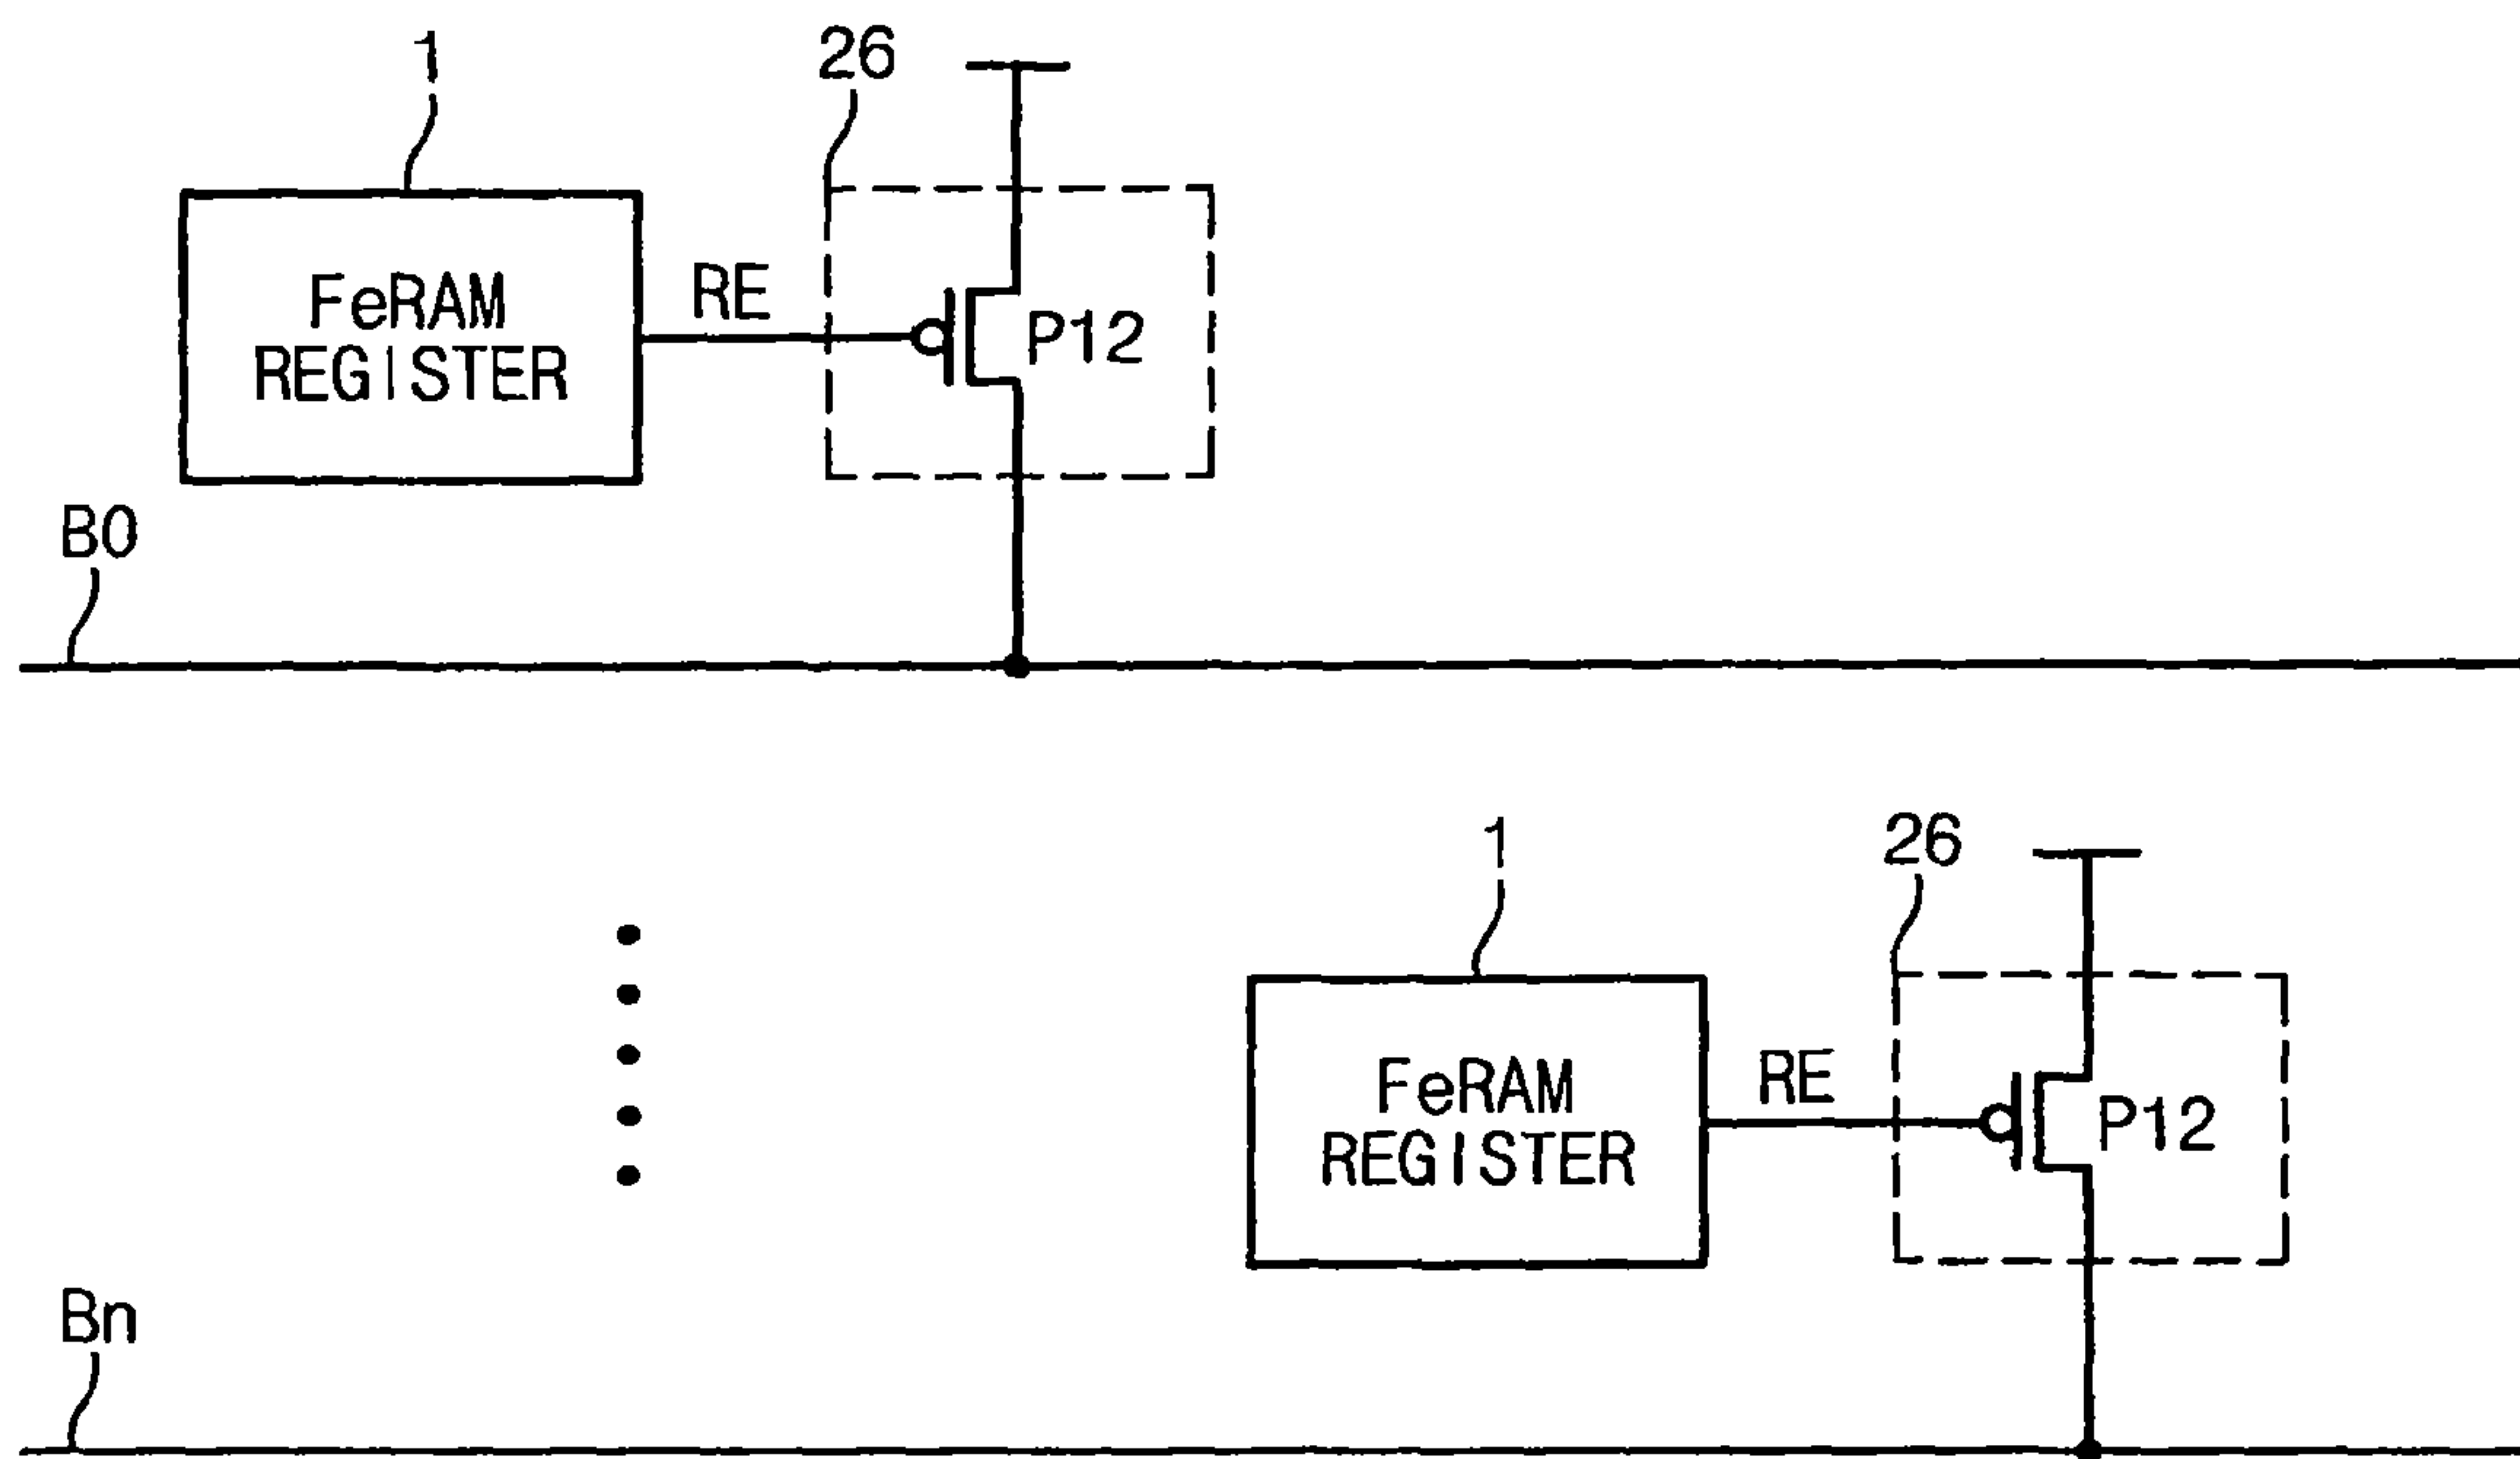 1
26
FeRAM
REGISTER
RE
P12
B0
1
26
FeRAM
REGISTER
RE
P12
Bn